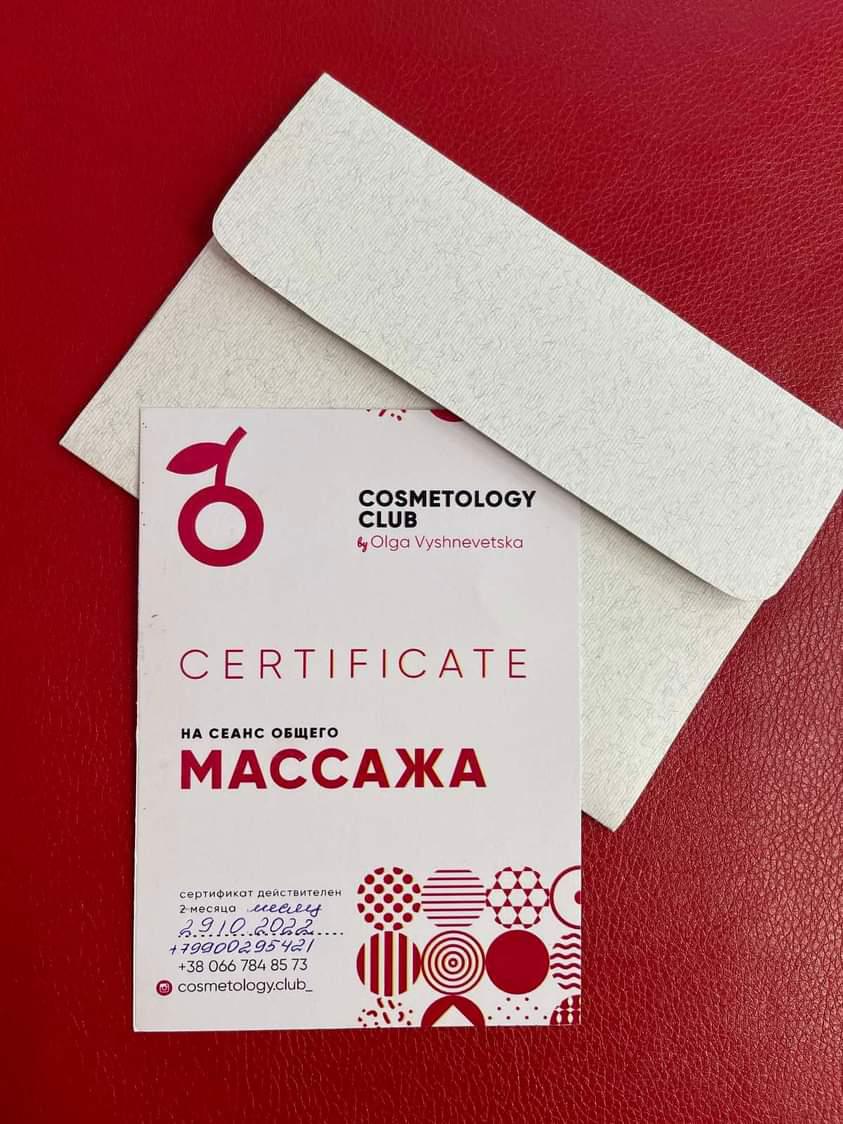 COSMETOLOGY
CLUB
by Olga Vyshnevetska
CERTIFICATE
НА СЕАНС ОБЩЕГО
МАССАЖА
сертификат действителен
2 месяца месяц
29.10.2022
+79900295421
+38 066 784 85 73
cosmetology.club_